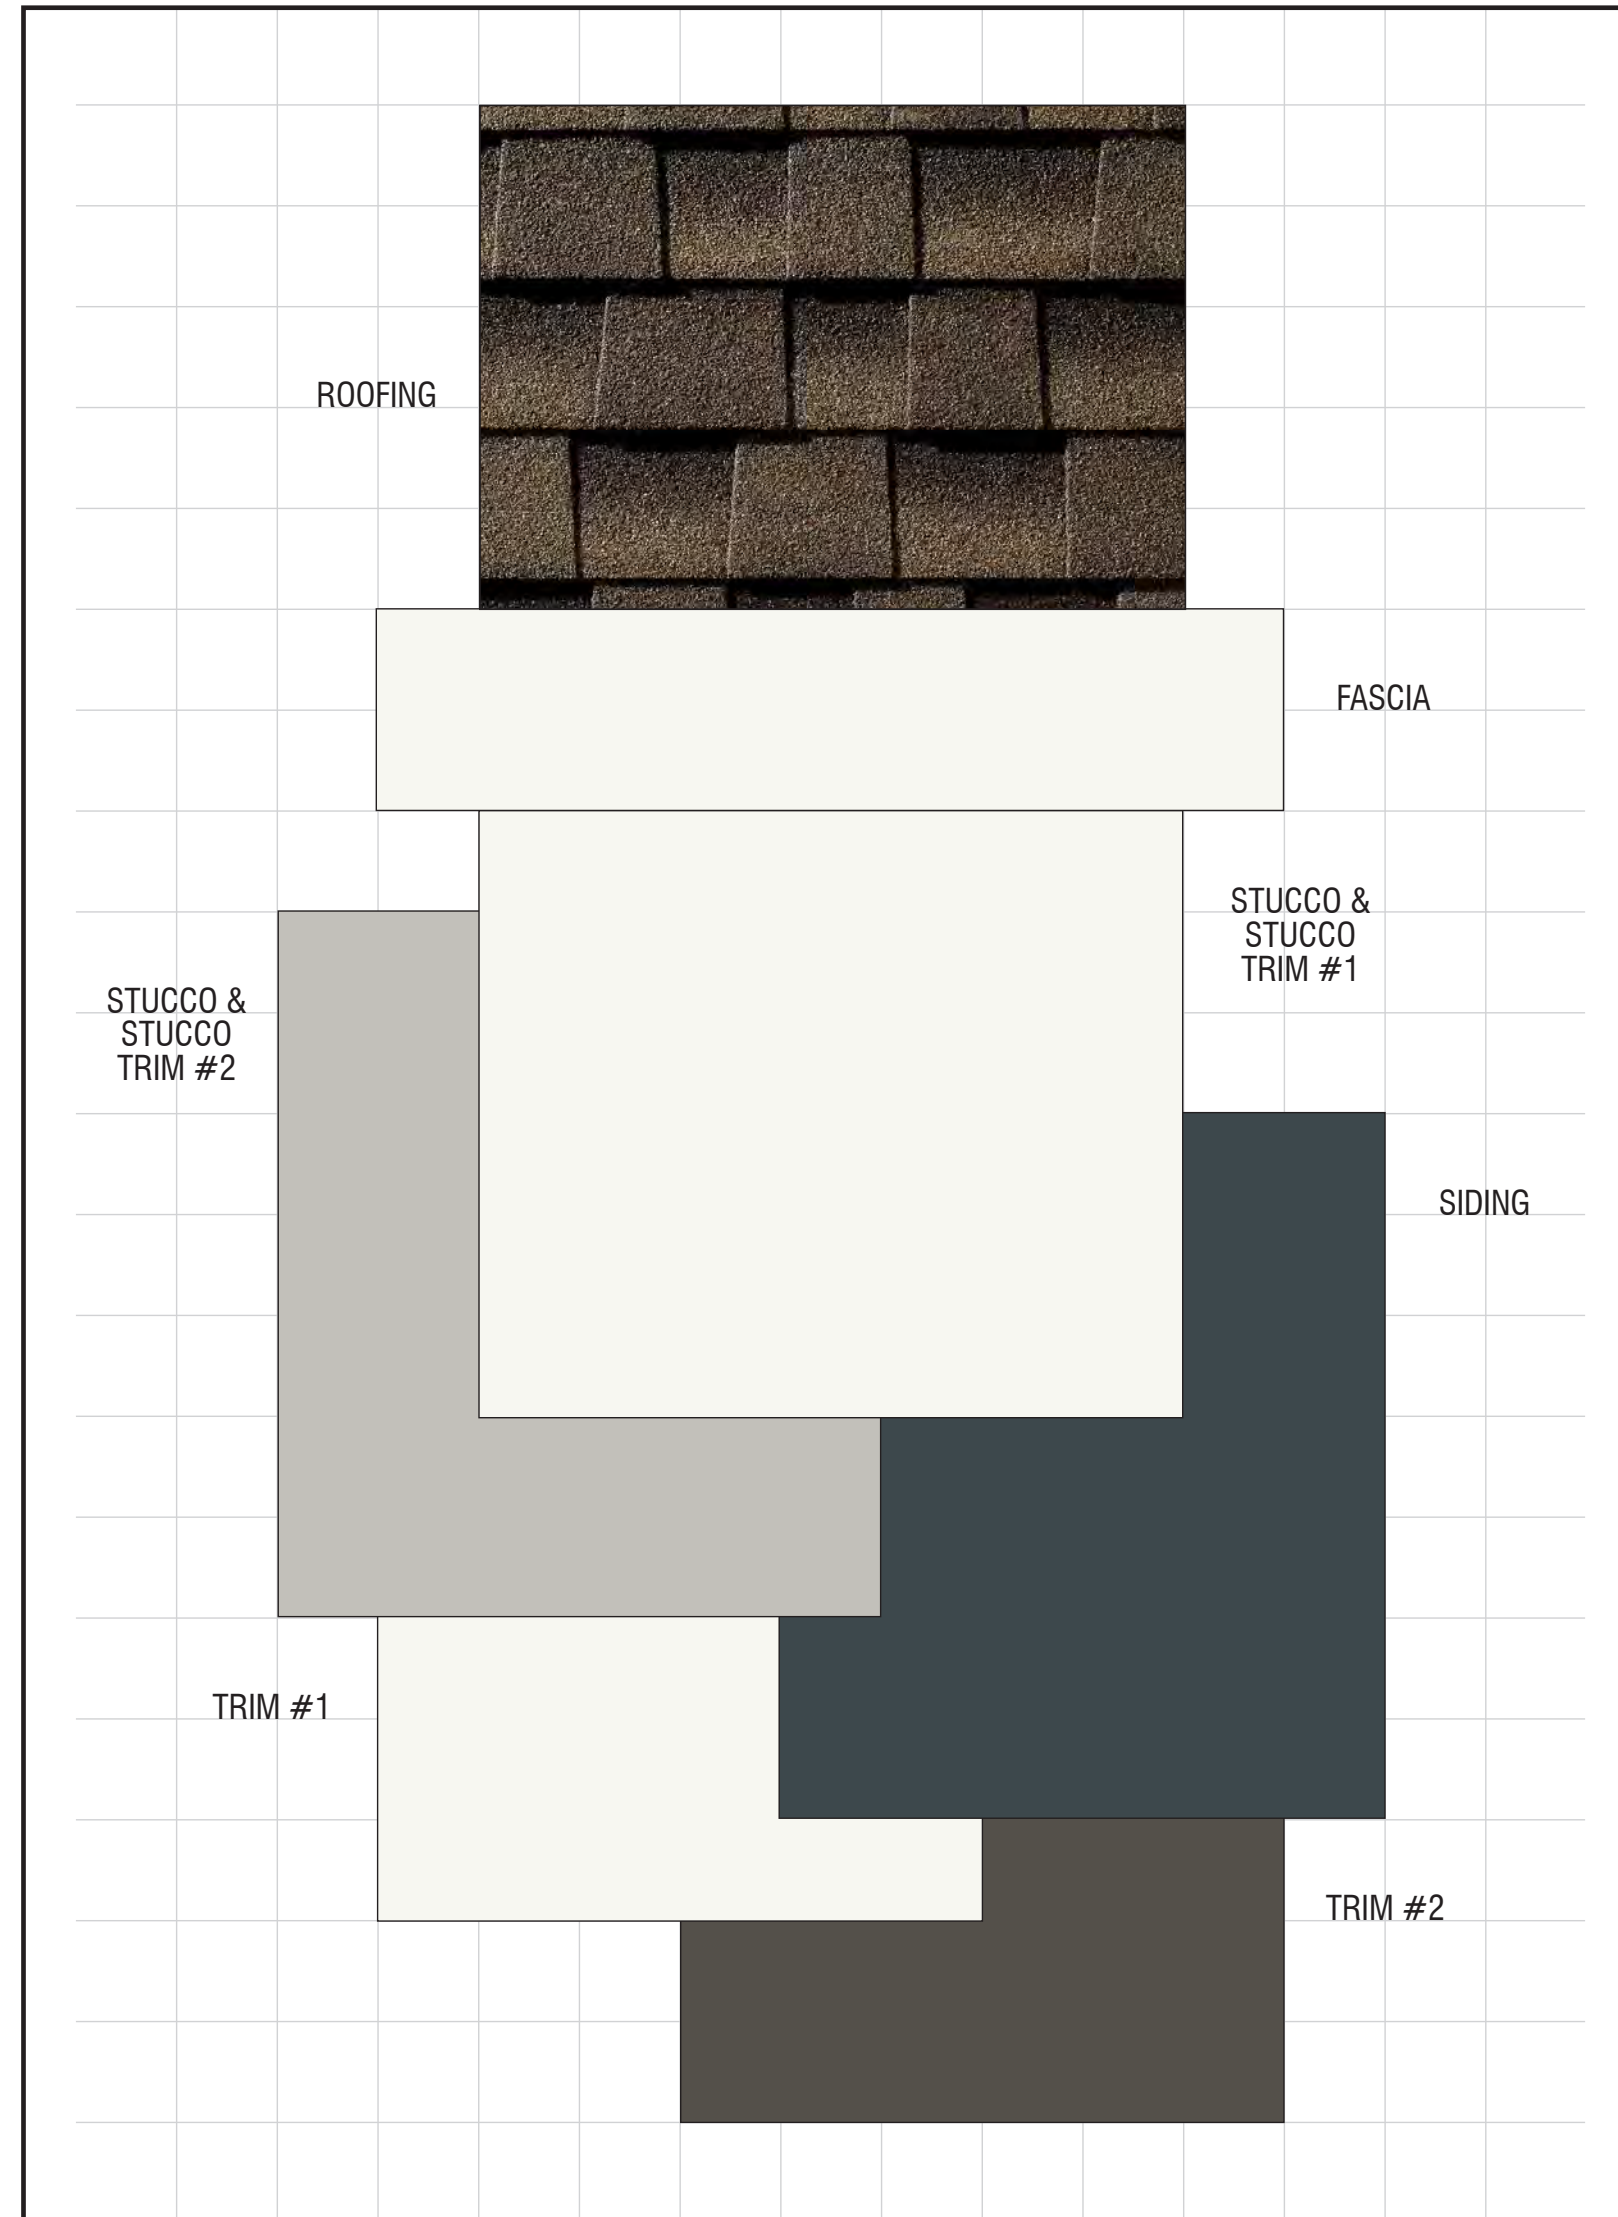 ROOFING
FASCIA
STUCCO &
STUCCO
TRIM #1
STUCCO &
STUCCO
TRIM #2
SIDING
TRIM #1
TRIM #2